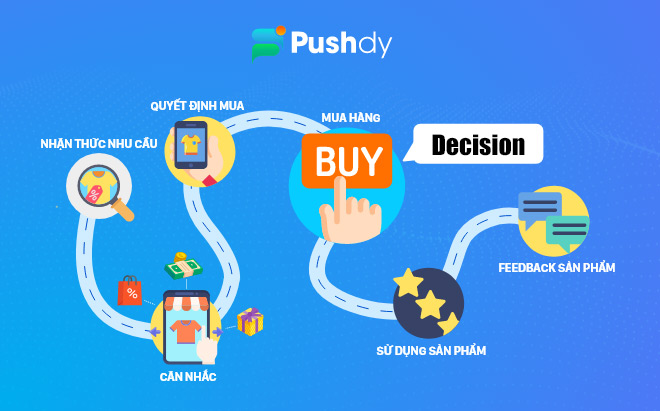 Pushdy
QUYẾT ĐỊNH MUA
MUA HÀNG
NHẬN THỨC NHU CẦU
BUY
Decision
%
%
FEEDBACK SẢN PHẨM
SỬ DỤNG SẢN PHẨM
CÂN NHẮC